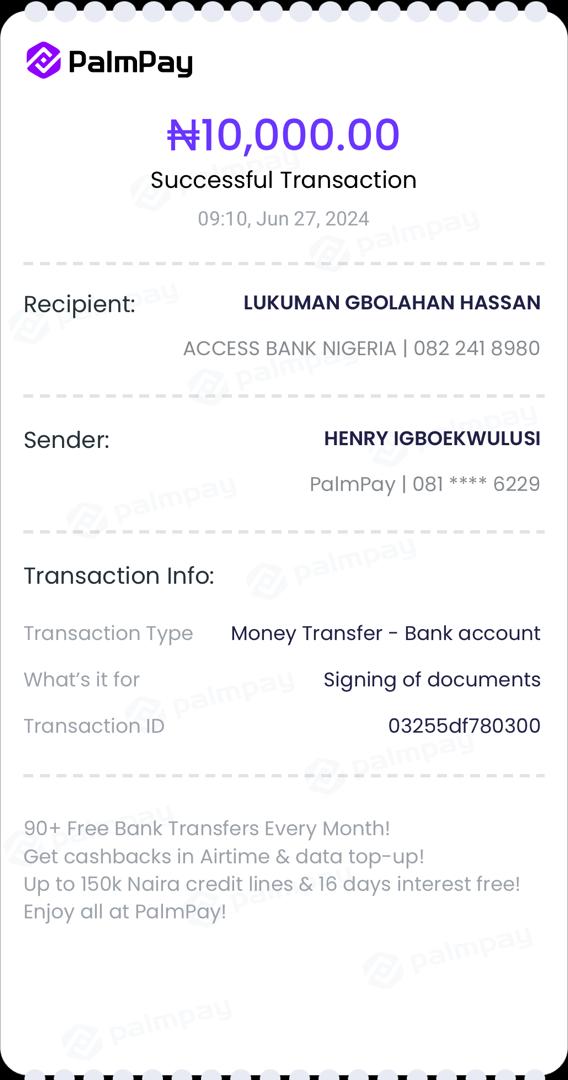 PalmPay
₦10,000.00
Successful Transaction
09:10, Jun 27, 2024
Recipient: LUKUMAN GBOLAHAN HASSAN
ACCESS BANK NIGERIA | 082 241 8980
Sender: HENRY IGBOEKWULUSI
PalmPay | 081 **** 6229
Transaction Info:
Transaction Type Money Transfer - Bank account
What's it for Signing of documents
Transaction ID 03255df780300
90+ Free Bank Transfers Every Month!
Get cashbacks in Airtime & data top-up!
Up to 150k Naira credit lines & 16 days interest free!
Enjoy all at PalmPay!